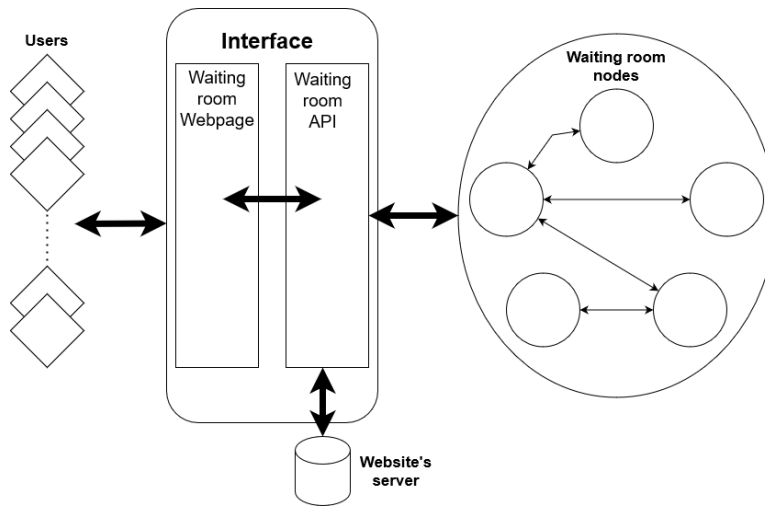 Users
Interface
Waiting
room
Webpage
Waiting
room
API
Waiting room
nodes
Website's
server